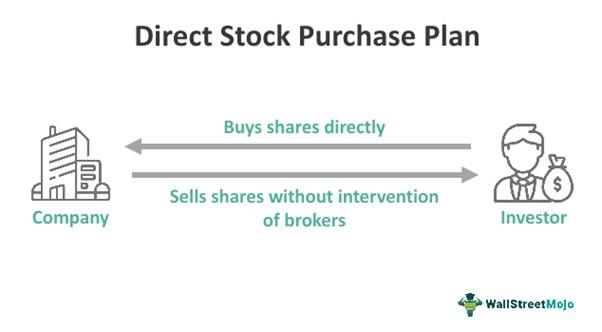 Direct Stock Purchase Plan
Buys shares directly
Sells shares without intervention
of brokers
Company
Investor
$
WallStreetMojo